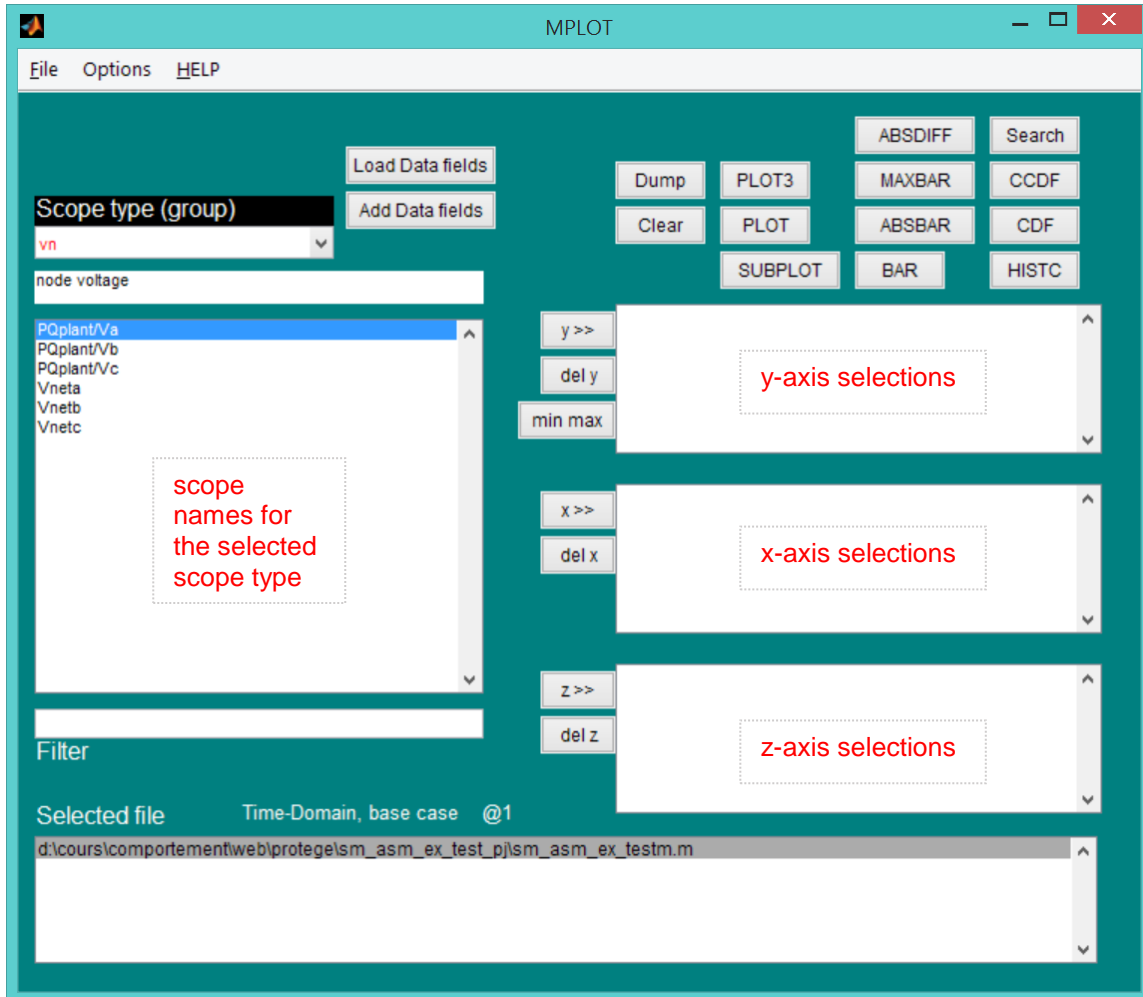 MPLOT
File Options HELP
ABSDIFF Search
Load Data fields
Dump PLOT3 MAXBAR CCDF
Scope type (group) Add Data fields
Clear PLOT ABSBAR CDF
vn
SUBPLOT BAR HISTC
node voltage
PQplant/Va
PQplant/Vb
PQplant/Vc
Vneta
Vnetb
Vnetc
scope
names for
the selected
scope type
y >>
del y
min max
y-axis selections
x >>
del x
x-axis selections
z >>
del z
z-axis selections
Filter
Selected file Time-Domain, base case @1
d:\cours\comportement\web\protege\sm_asm_ex_test_pj\sm_asm_ex_testm.m